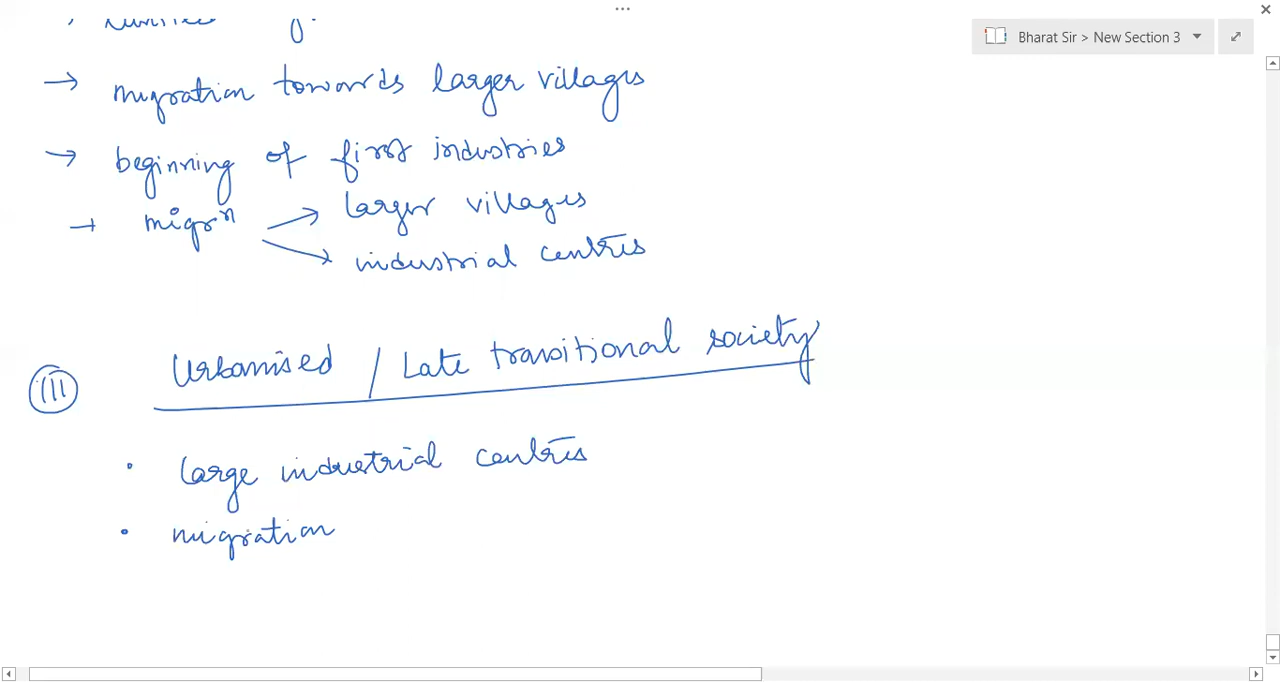 Bharat Sir > New Section 3
→ migration towards larger villages
→ beginning of first industries
→ migrⁿ → larger villages
→ industrial centres
III Urbanised / Late transitional society
• large industrial centres
• migration